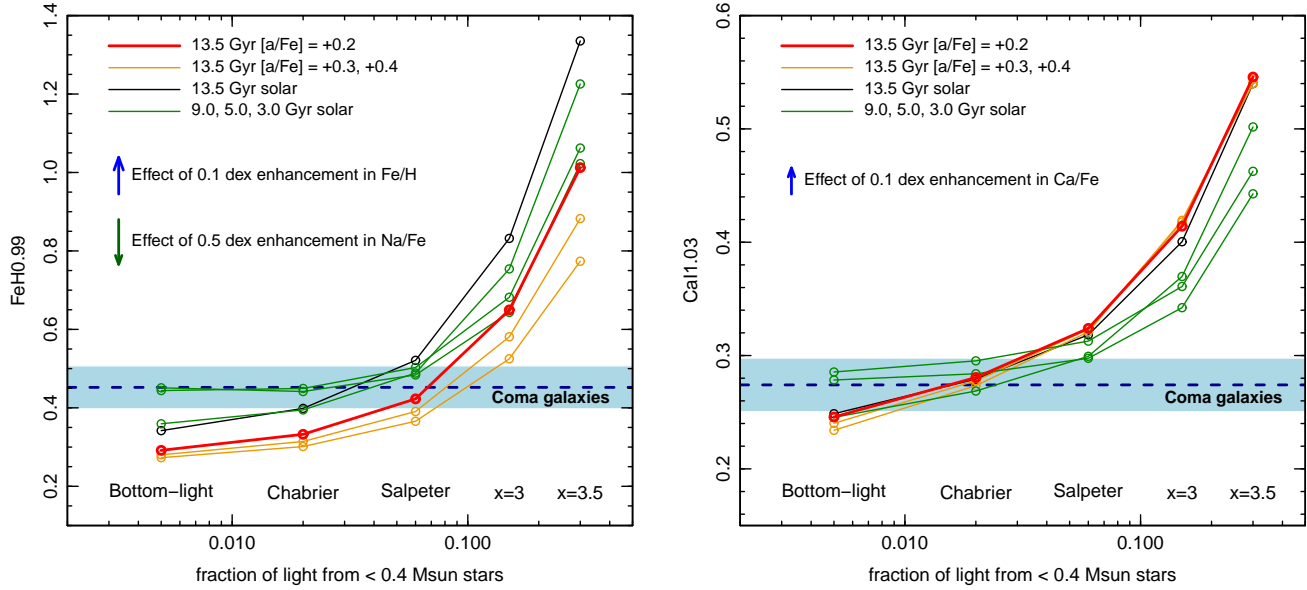 1.4
1.2
1.0
0.8
0.6
0.4
0.2
FeH0.99
13.5 Gyr [a/Fe] = +0.2
13.5 Gyr [a/Fe] = +0.3, +0.4
13.5 Gyr solar
9.0, 5.0, 3.0 Gyr solar
Effect of 0.1 dex enhancement in Fe/H
Effect of 0.5 dex enhancement in Na/Fe
Coma galaxies
Bottom−light
Chabrier
Salpeter
x=3
x=3.5
0.010
0.100
fraction of light from < 0.4 Msun stars
0.6
0.5
0.4
0.3
0.2
CaI1.03
13.5 Gyr [a/Fe] = +0.2
13.5 Gyr [a/Fe] = +0.3, +0.4
13.5 Gyr solar
9.0, 5.0, 3.0 Gyr solar
Effect of 0.1 dex enhancement in Ca/Fe
Coma galaxies
Bottom−light
Chabrier
Salpeter
x=3
x=3.5
0.010
0.100
fraction of light from < 0.4 Msun stars